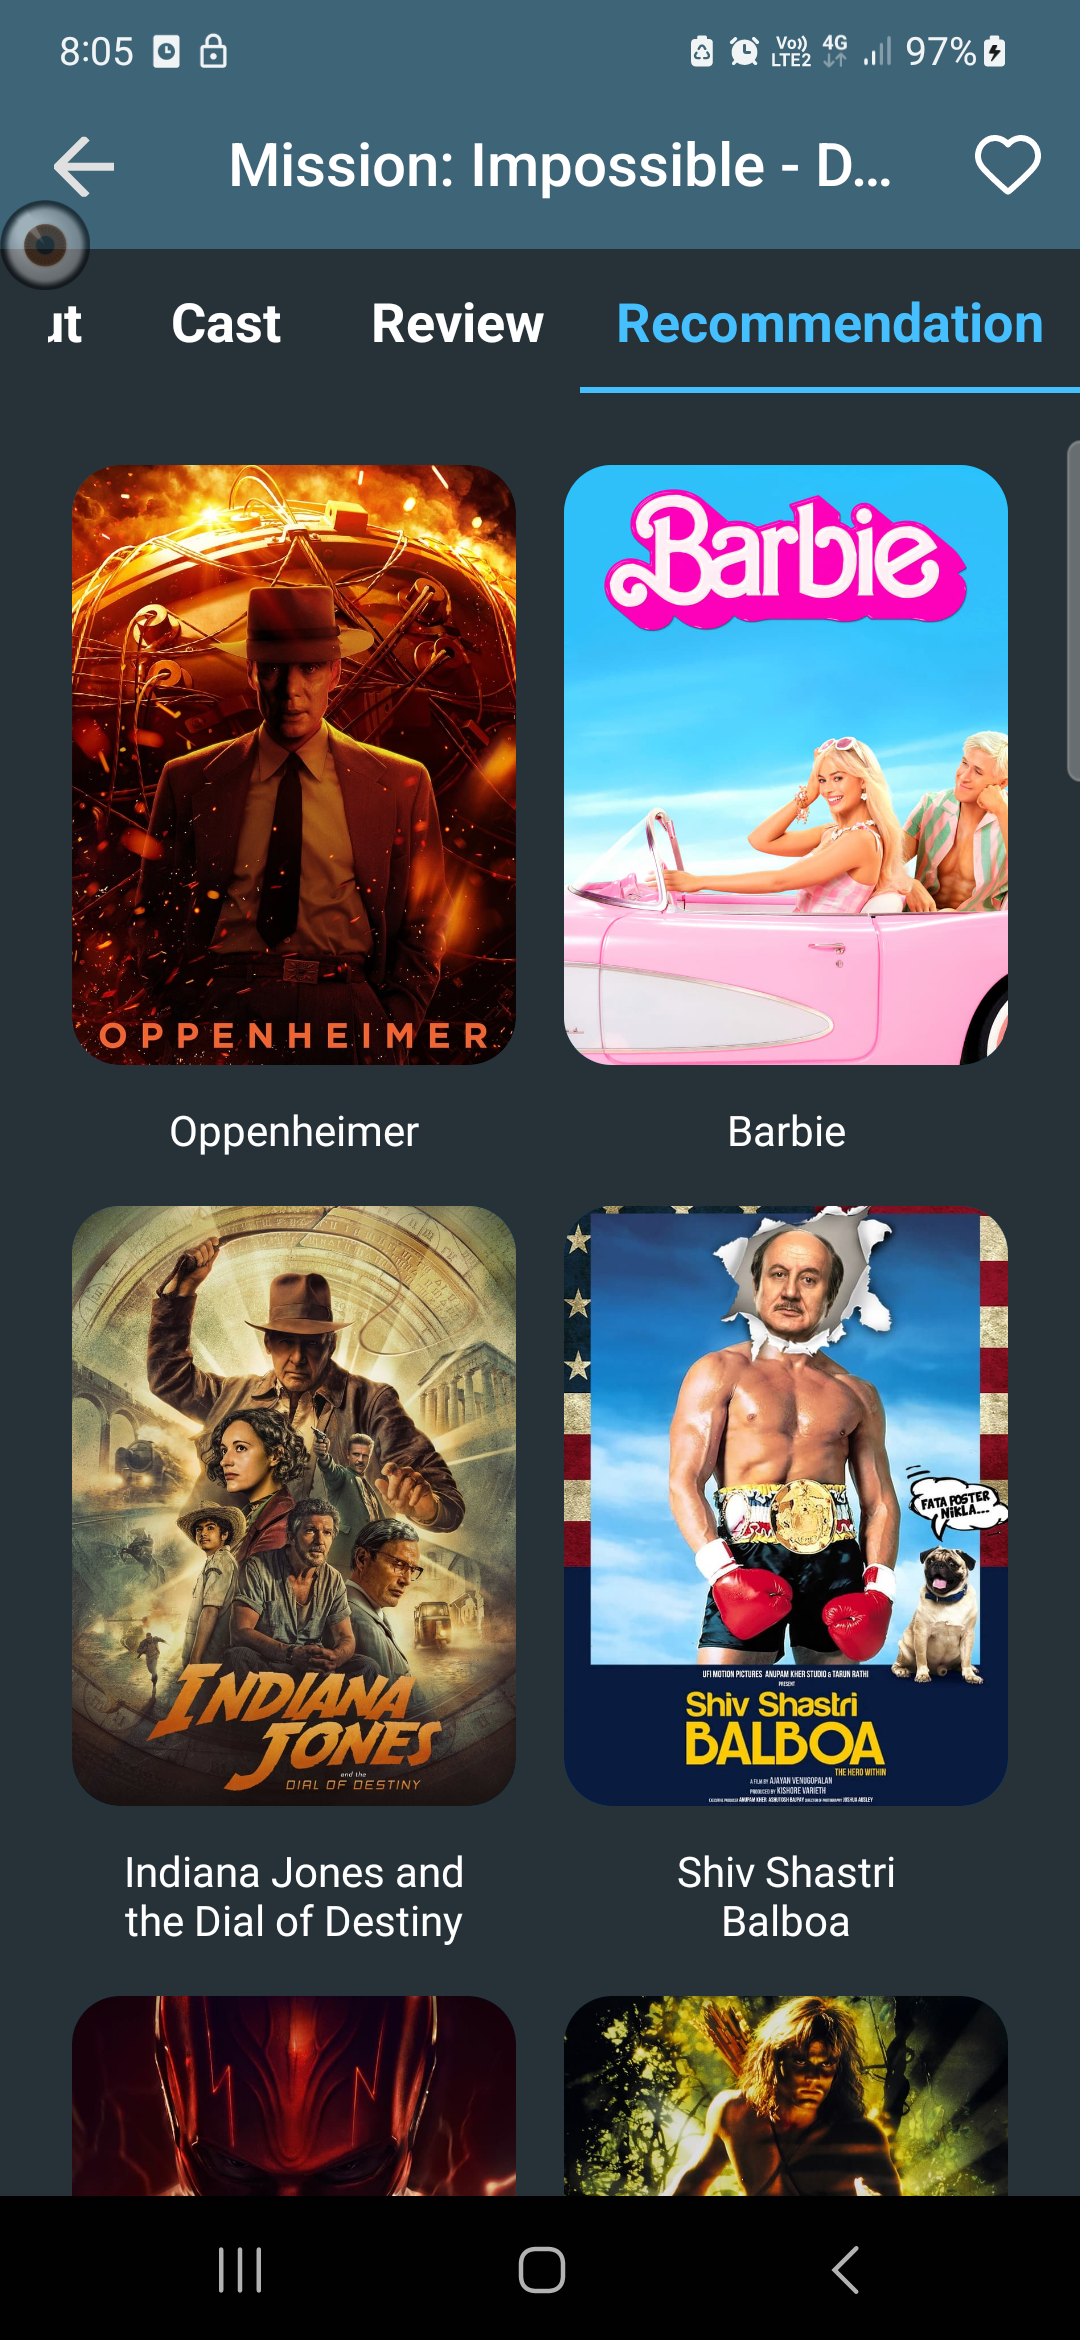 8:05
Vo)) LTE2 4G 97%
Mission: Impossible - D...
ut Cast Review Recommendation
OPPENHEIMER
Barbie
Oppenheimer
Barbie
INDIANA
JONES
and the
DIAL OF DESTINY
FATA POSTER
NIKLA...
UFI MOTION PICTURES ANUPAM KHER STUDIO & TARUN RATHI
PRESENT
Shiv Shastri
BALBOA
THE HERO WITHIN
A FILM BY AJAYAN VENUGOPALAN
PRODUCED BY KISHORE VARIETH
Indiana Jones and
the Dial of Destiny
Shiv Shastri
Balboa